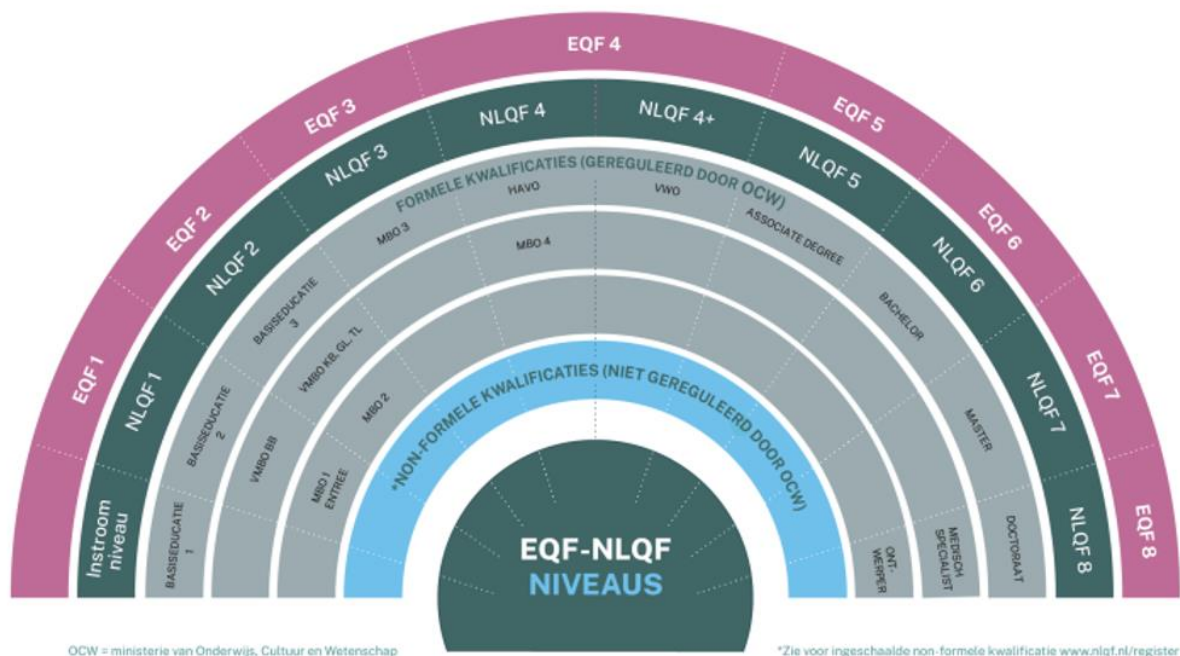 EQF 1
EQF 2
EQF 3
EQF 4
EQF 5
EQF 6
EQF 7
EQF 8
Instroom
niveau
NLQF 1
NLQF 2
NLQF 3
NLQF 4
NLQF 4+
NLQF 5
NLQF 6
NLQF 7
NLQF 8
FORMELE KWALIFICATIES (GEREGULEERD DOOR OCW)
BASISEDUCATIE
1
BASISEDUCATIE
2
BASISEDUCATIE
3
MBO 3
HAVO
VWO
ASSOCIATE DEGREE
BACHELOR
MASTER
DOCTORAAT
VMBO BB
VMBO KB, GL, TL
MBO 4
MEDISCH
SPECIALIST
MBO 1
ENTREE
MBO 2
ONT-
WERPER
*NON-FORMELE KWALIFICATIES (NIET GEREGULEERD DOOR OCW)
EQF-NLQF
NIVEAUS
OCW = ministerie van Onderwijs, Cultuur en Wetenschap
*Zie voor ingeschaalde non-formele kwalificatie www.nlqf.nl/register